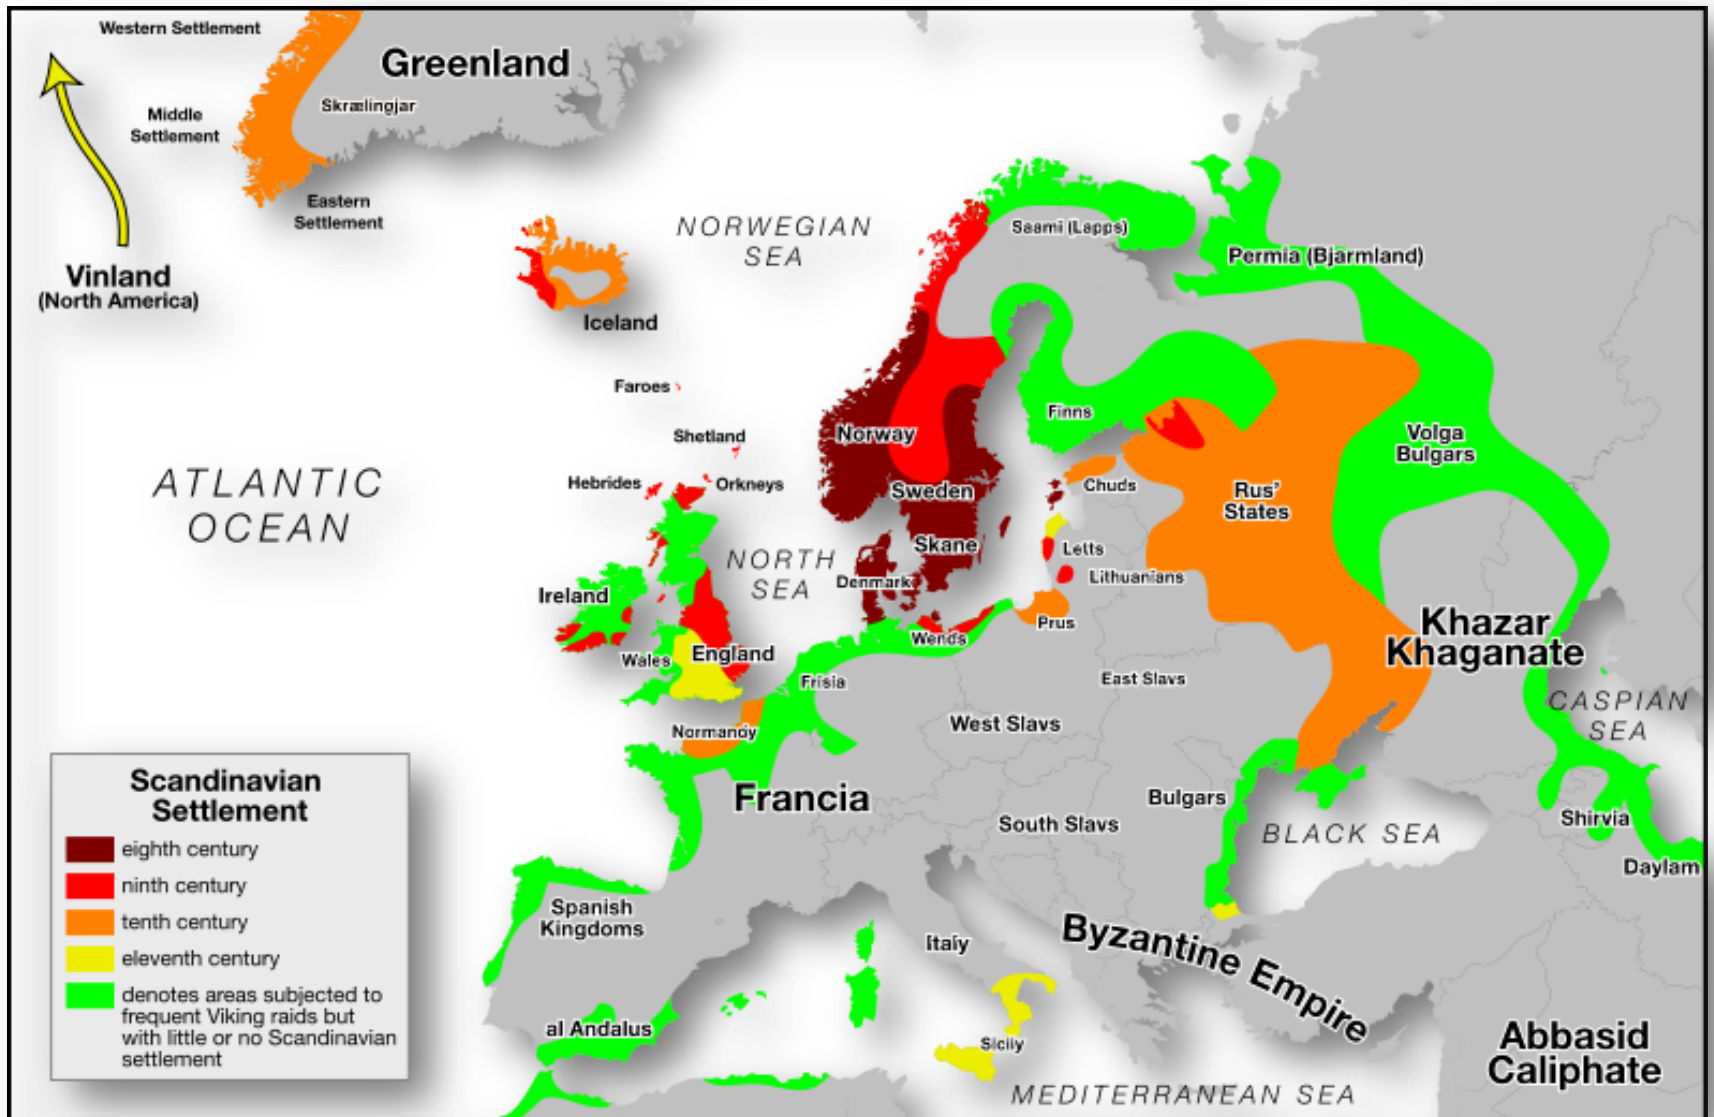 Western Settlement
Greenland
Skrælingjar
Middle
Settlement
Eastern
Settlement
Vinland
(North America)
NORWEGIAN
SEA
Iceland
Faroes
Shetland
Hebrides
Orkneys
ATLANTIC
OCEAN
NORTH
SEA
Ireland
Wales
England
Normandy
Frisia
Norway
Sweden
Skane
Denmark
Wends
Saami (Lapps)
Permia (Bjarmland)
Finns
Chuds
Letts
Lithuanians
Prus
Rus'
States
Volga
Bulgars
Khazar
Khaganate
CASPIAN
SEA
East Slavs
West Slavs
Francia
South Slavs
Bulgars
BLACK SEA
Shirvia
Daylam
Spanish
Kingdoms
al Andalus
Italy
Sicily
Byzantine Empire
Abbasid
Caliphate
MEDITERRANEAN SEA
Scandinavian
Settlement
eighth century
ninth century
tenth century
eleventh century
denotes areas subjected to
frequent Viking raids but
with little or no Scandinavian
settlement